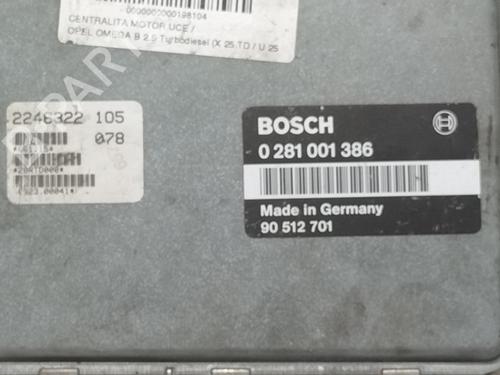 0000000000198104
CENTRALITA MOTOR UCE /
OPEL OMEGA B 2.5 Turbodiesel (X 25 TD / U 25
2246322 105
078
BOSCH
0 281 001 386
Made in Germany
90 512 701